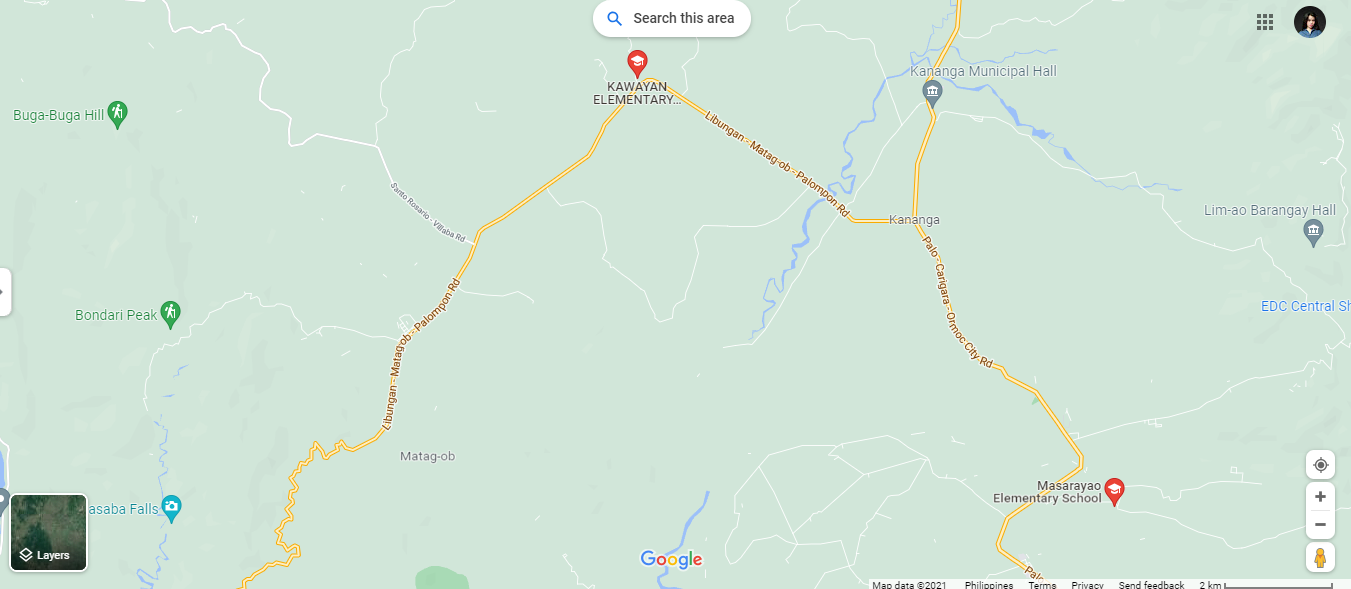 Search this area
Kananga Municipal Hall
KAWAYAN
ELEMENTARY...
Buga-Buga Hill
Libungan - Matag-ob - Palompon Rd
Santo Rosario - Villaba Rd
Kananga
Lim-ao Barangay Hall
Palo - Carigara - Ormoc City Rd
Libungan - Matag-ob - Palompon Rd
EDC Central Sh
Bondari Peak
Matag-ob
Masarayao
Elementary School
asaba Falls
Layers
Google
Palo
Map data ©2021 Philippines Terms Privacy Send feedback 2 km